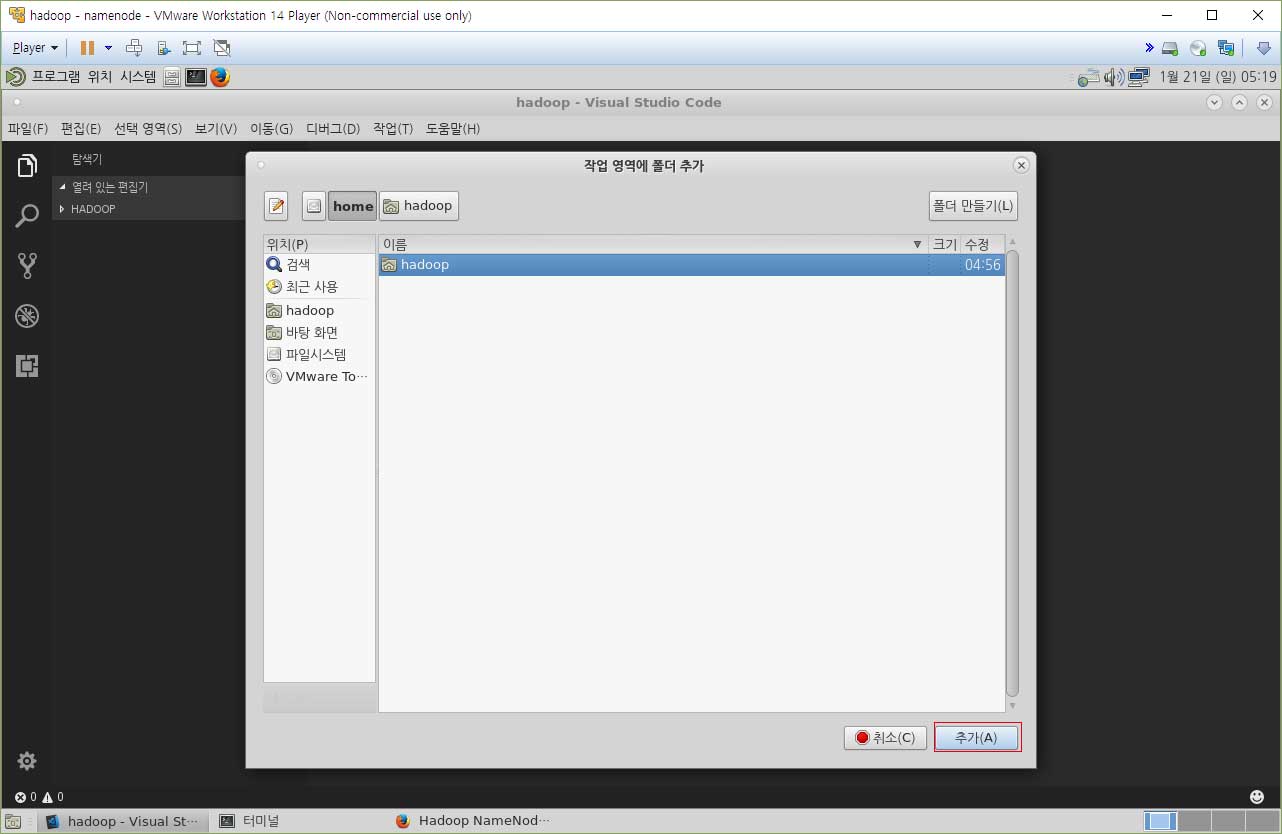 hadoop - namenode - VMware Workstation 14 Player (Non-commercial use only)
Player
프로그램 위치 시스템 1월 21일 (일) 05:19
hadoop - Visual Studio Code
파일(F) 편집(E) 선택 영역(S) 보기(V) 이동(G) 디버그(D) 작업(T) 도움말(H)
탐색기
열려 있는 편집기
HADOOP
작업 영역에 폴더 추가
home hadoop 폴더 만들기(L)
위치(P)
검색
최근 사용
hadoop
바탕 화면
파일시스템
VMware To···
이름 크기 수정
hadoop 04:56
취소(C) 추가(A)
0 0
hadoop - Visual St··· 터미널 Hadoop NameNod···